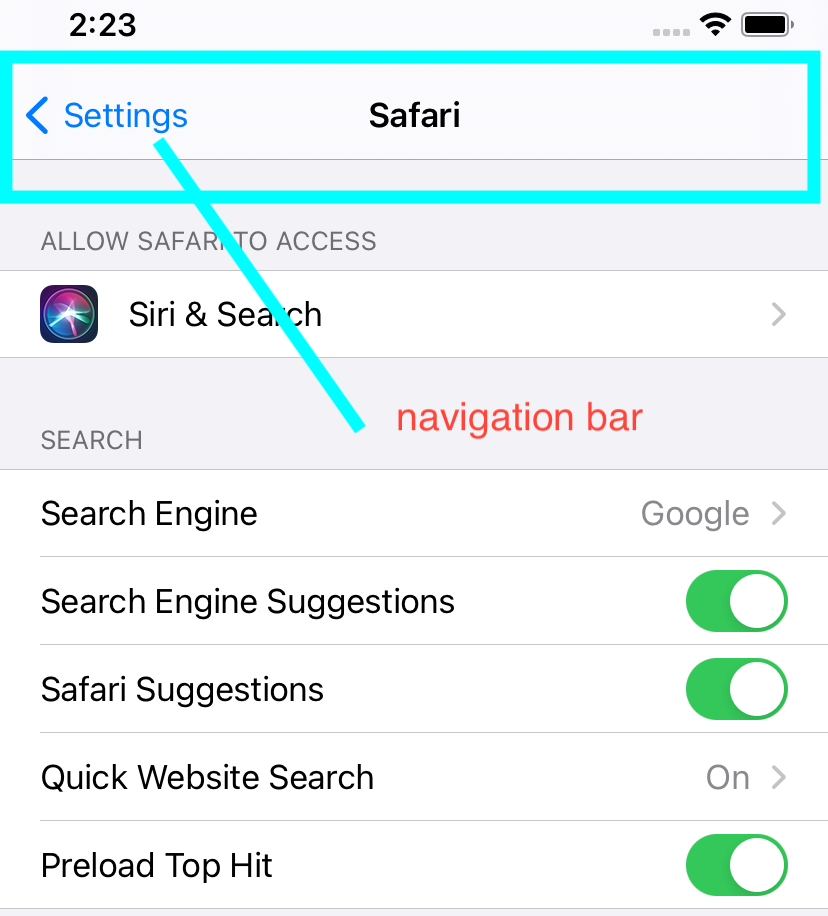 2:23
Settings
Safari
ALLOW SAFARI TO ACCESS
Siri & Search
navigation bar
SEARCH
Search Engine
Google
Search Engine Suggestions
Safari Suggestions
Quick Website Search
On
Preload Top Hit